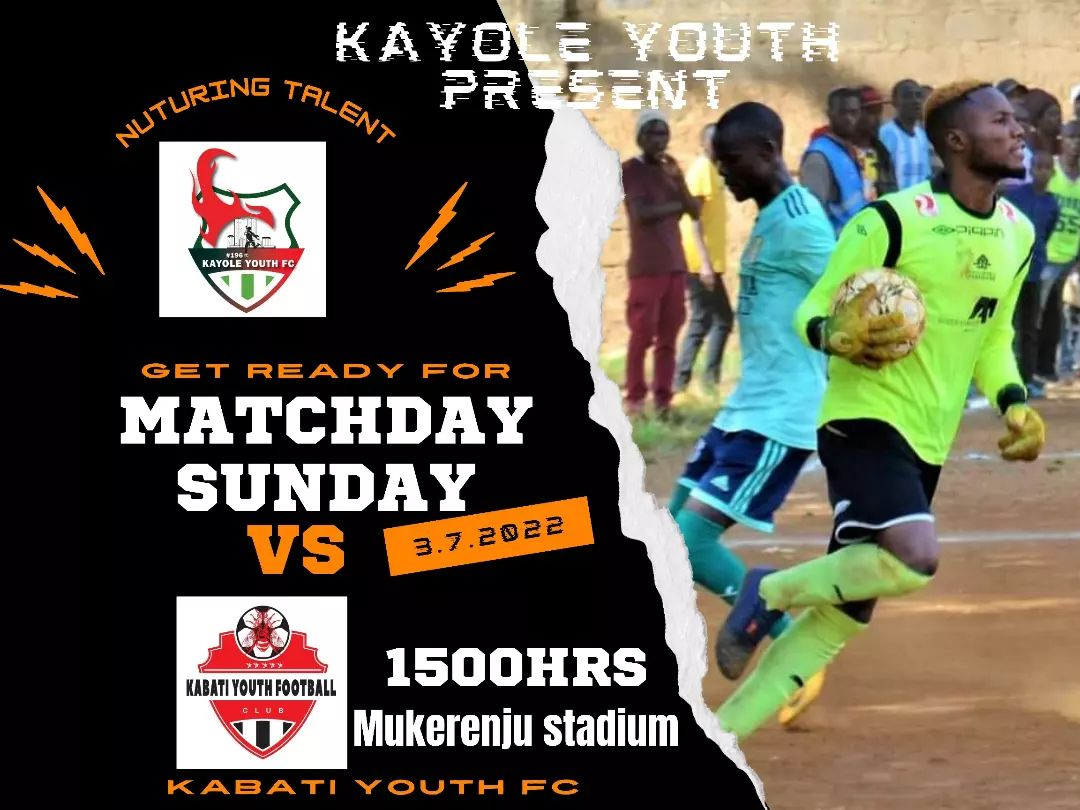 KAYOLE YOUTH
PRESENT
NUTURING TALENT
KAYOLE YOUTH FC
GET READY FOR
MATCHDAY
SUNDAY
VS
3.7.2022
KABATI YOUTH FOOTBALL
CLUB
1500HRS
Mukerenju stadium
KABATI YOUTH FC